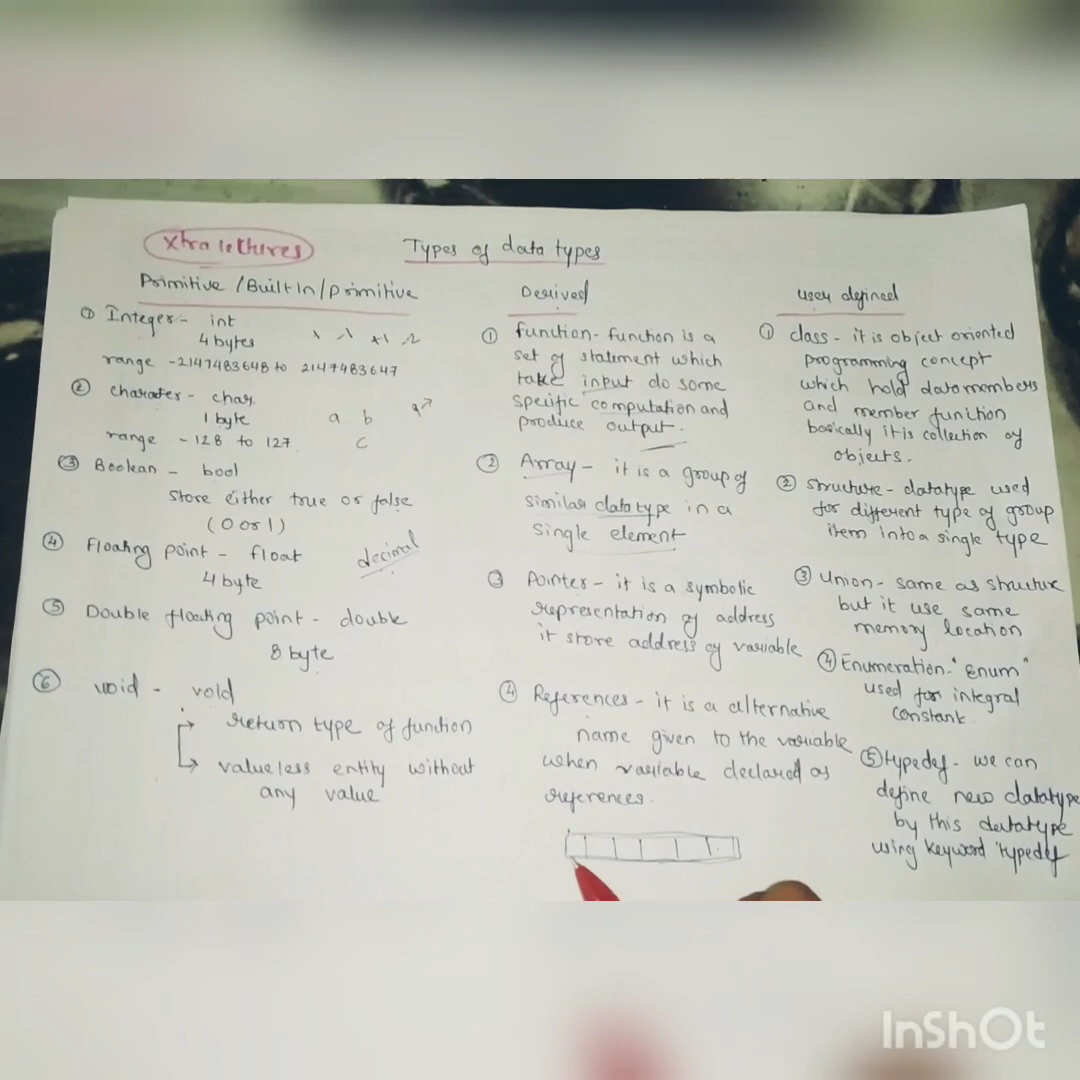 Xtra lethures
Types of data types
Primitive / Built In / primitive
① Integer - int
4 bytes
range -2147483648 to 2147483647
② Charater - char
1 byte
range -128 to 127
a b
c
③ Boolean - bool
Store either true or false
(0 or 1)
④ Floating point - float
4 byte
decimal
⑤ Double floating point - double
8 byte
⑥ void - void
→ return type of function
→ valueless entity without
any value
Derived
① function - function is a
set of statement which
take input do some
specific computation and
produce output.
② Array - it is a group of
similar datatype in a
single element
③ Pointer - it is a symbolic
representation of address
it store address of variable
④ References - it is a alternative
name given to the variable
when variable declared as
references.
user defined
① class - it is object oriented
programming concept
which hold datamembers
and member function
basically it is collection of
objects.
② structure - datatype used
for different type of group
item into a single type
③ Union - same as structure
but it use same
memory location
④ Enumeration - "Enum"
used for integral
constant.
⑤ typedef - we can
define new datatype
by this datatype
using keyword 'typedef
InShOt